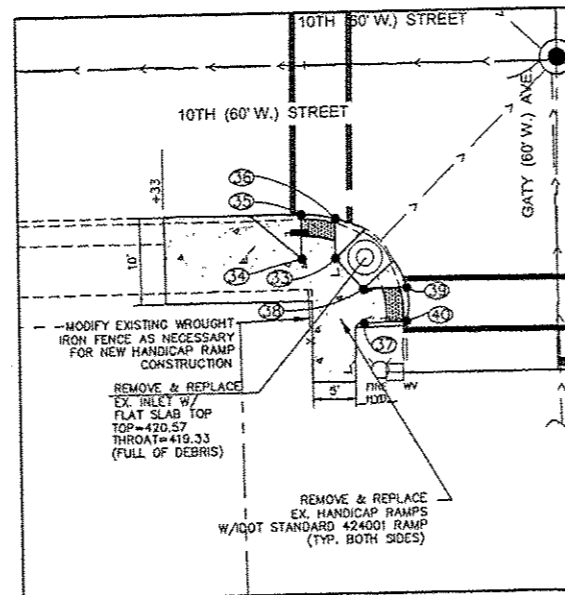 10TH (60' W.) STREET
10TH (60' W.) STREET
GATY (60' W.) AVE.
+33
36
35
10'
34
33
38
39
40
37
MODIFY EXISTING WROUGHT
IRON FENCE AS NECESSARY
FOR NEW HANDICAP RAMP
CONSTRUCTION
REMOVE & REPLACE
EX. INLET W/
FLAT SLAB TOP
TOP=420.57
THROAT=419.33
(FULL OF DEBRIS)
5'
FIRE
HYD.
WV
REMOVE & REPLACE
EX. HANDICAP RAMPS
W/IDOT STANDARD 424001 RAMP
(TYP. BOTH SIDES)